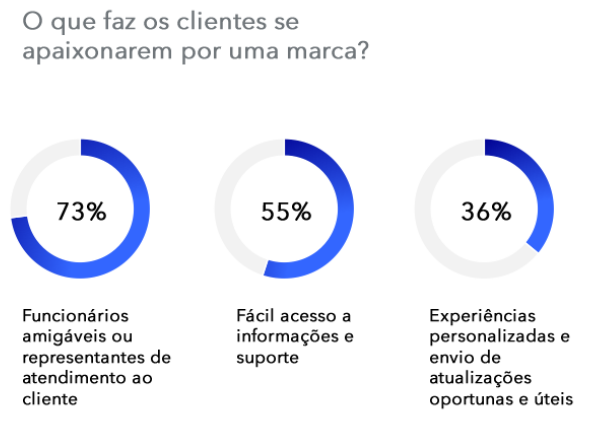 O que faz os clientes se
apaixonarem por uma marca?
73%
55%
36%
Funcionários
amigáveis ou
representantes de
atendimento ao
cliente
Fácil acesso a
informações e
suporte
Experiências
personalizadas e
envio de
atualizações
oportunas e úteis